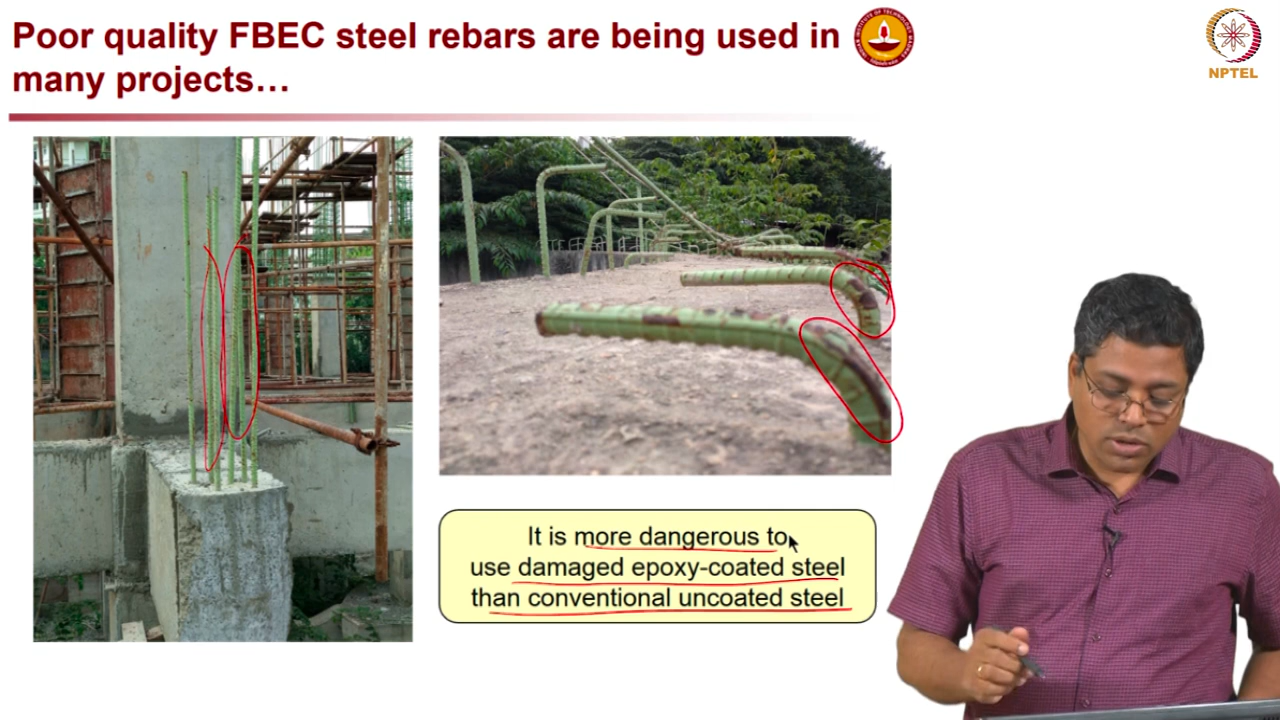 Poor quality FBEC steel rebars are being used in
many projects…
NPTEL
It is more dangerous to
use damaged epoxy-coated steel
than conventional uncoated steel